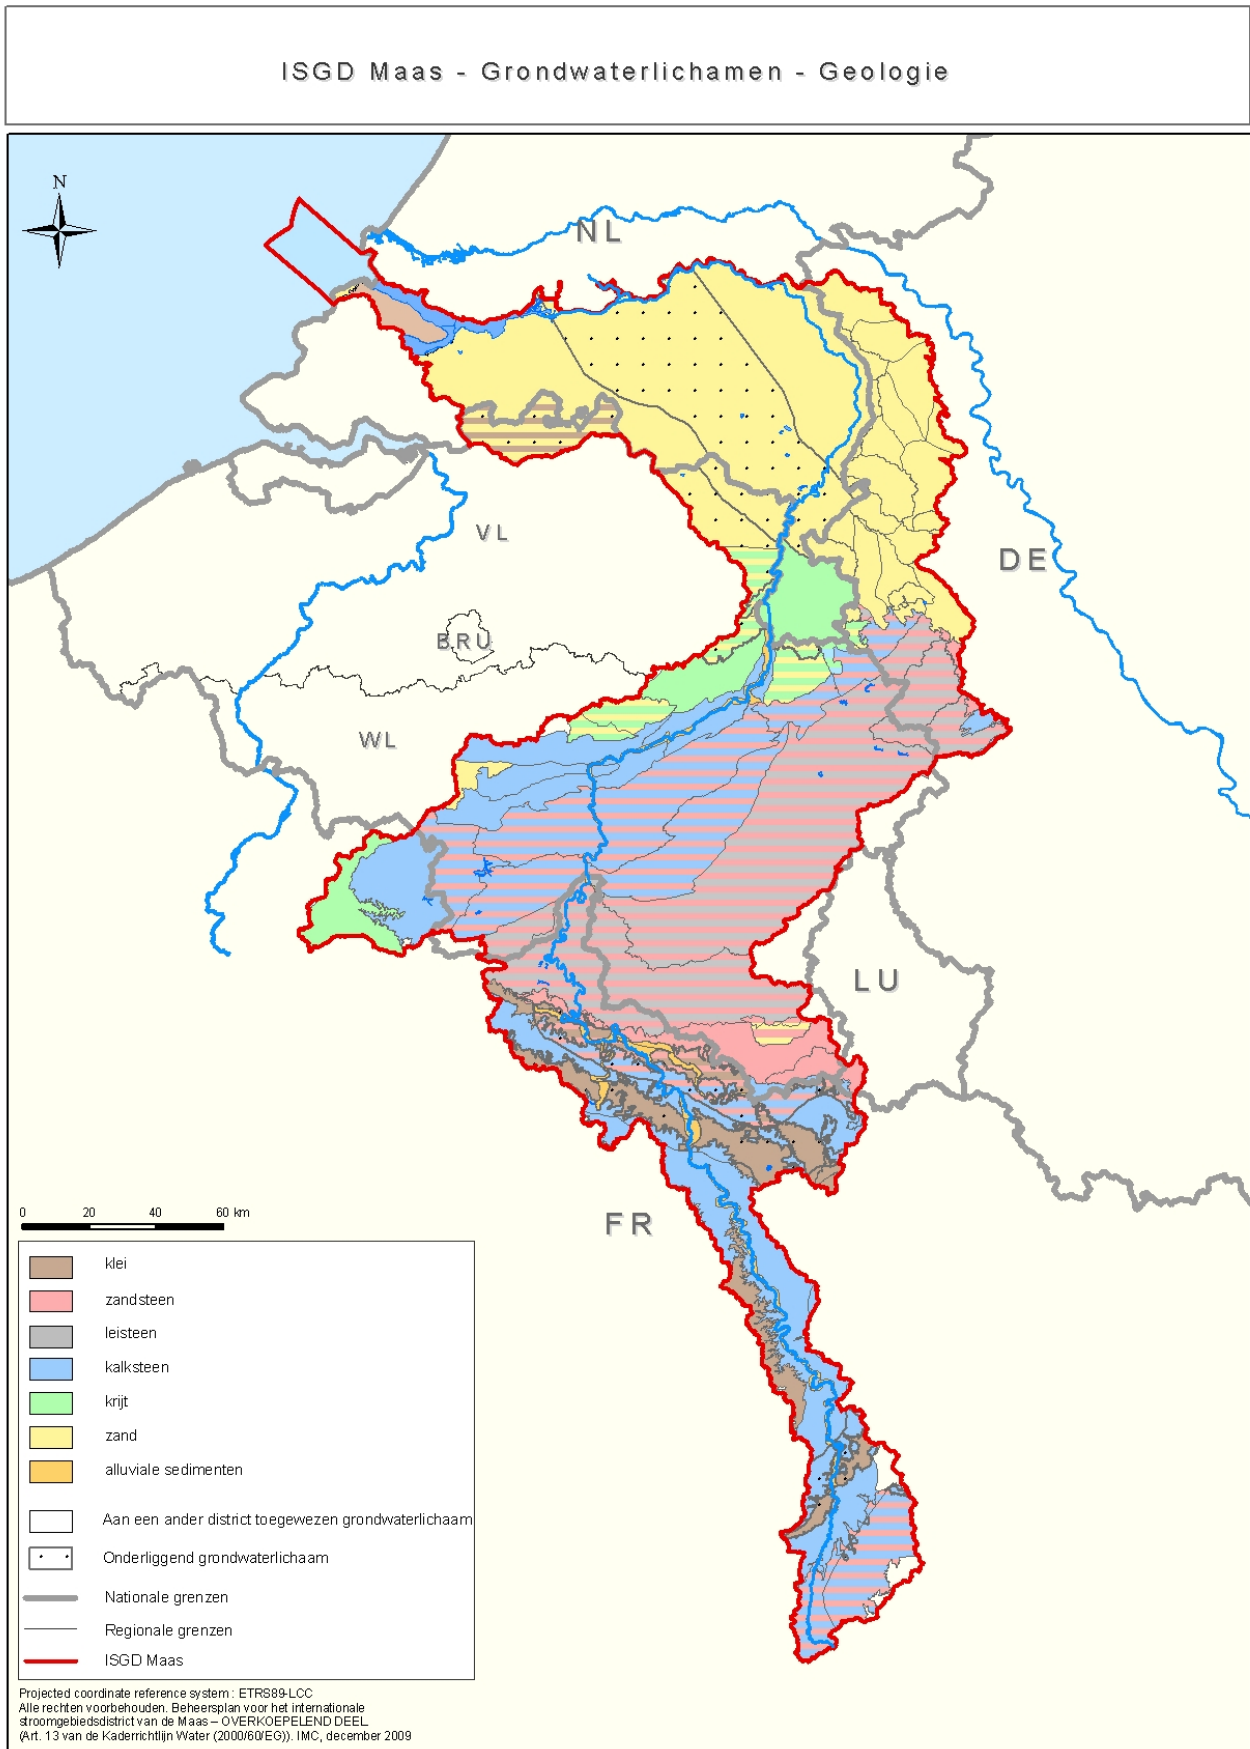 ISGD Maas - Grondwaterlichamen - Geologie
N
NL
VL
DE
BRU
WL
LU
FR
0 20 40 60 km
klei
zandsteen
leisteen
kalksteen
krijt
zand
alluviale sedimenten
Aan een ander district toegewezen grondwaterlichaam
Onderliggend grondwaterlichaam
Nationale grenzen
Regionale grenzen
ISGD Maas
Projected coordinate reference system : ETRS89-LCC
Alle rechten voorbehouden. Beheersplan voor het internationale
stroomgebiedsdistrict van de Maas – OVERKOEPELEND DEEL
(Art. 13 van de Kaderrichtlijn Water (2000/60/EG)). IMC, december 2009